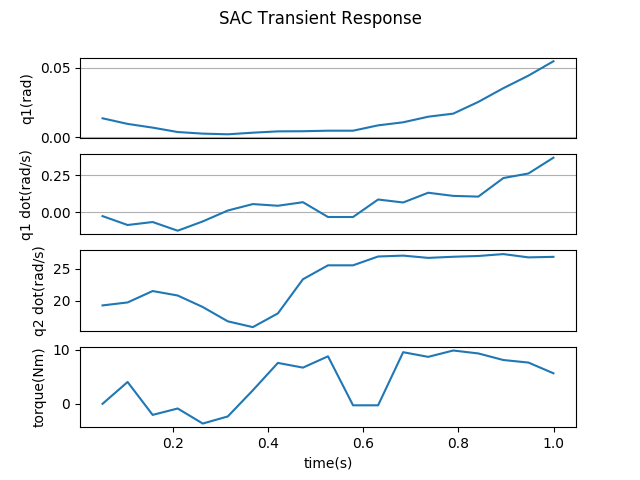 SAC Transient Response
q1(rad)
0.05
0.00
q1 dot(rad/s)
0.25
0.00
q2 dot(rad/s)
25
20
torque(Nm)
10
0
0.2 0.4 0.6 0.8 1.0
time(s)